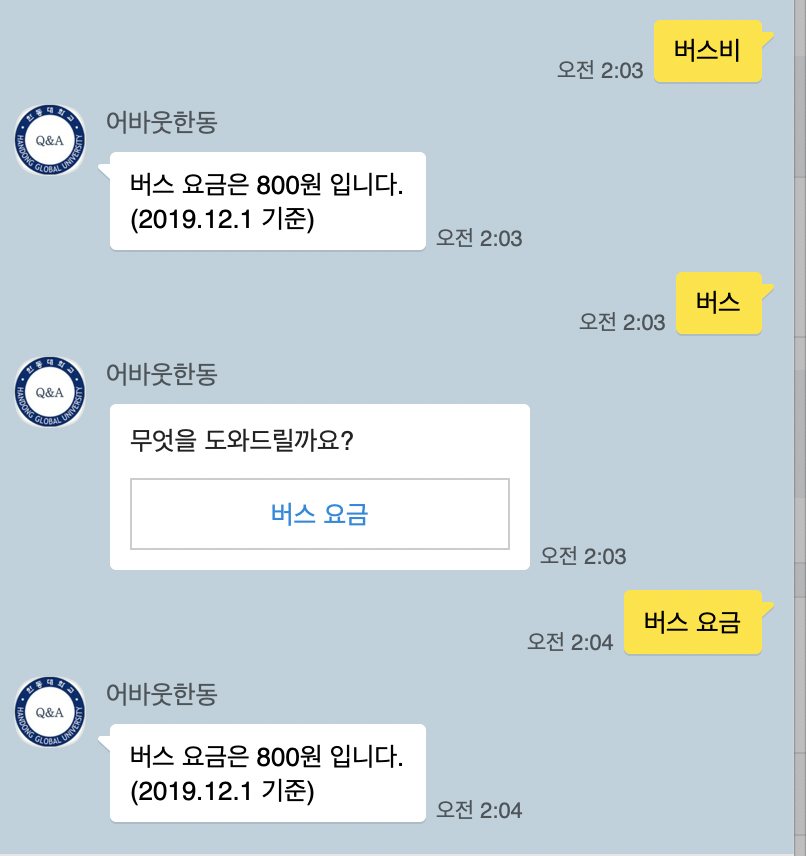 버스비
오전 2:03
한동대학교
Q&A
HANDONG GLOBAL UNIVERSITY
어바웃한동
버스 요금은 800원 입니다.
(2019.12.1 기준)
오전 2:03
버스
오전 2:03
한동대학교
Q&A
HANDONG GLOBAL UNIVERSITY
어바웃한동
무엇을 도와드릴까요?
버스 요금
오전 2:03
버스 요금
오전 2:04
한동대학교
Q&A
HANDONG GLOBAL UNIVERSITY
어바웃한동
버스 요금은 800원 입니다.
(2019.12.1 기준)
오전 2:04